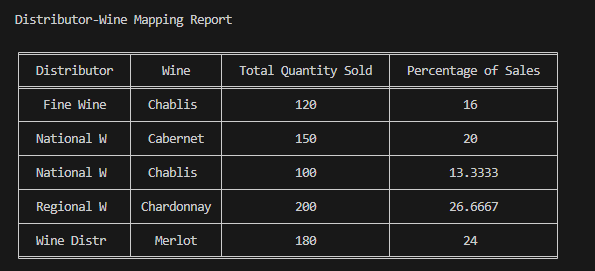 Distributor-Wine Mapping Report
Distributor Wine Total Quantity Sold Percentage of Sales
Fine Wine Chablis 120 16
National W Cabernet 150 20
National W Chablis 100 13.3333
Regional W Chardonnay 200 26.6667
Wine Distr Merlot 180 24